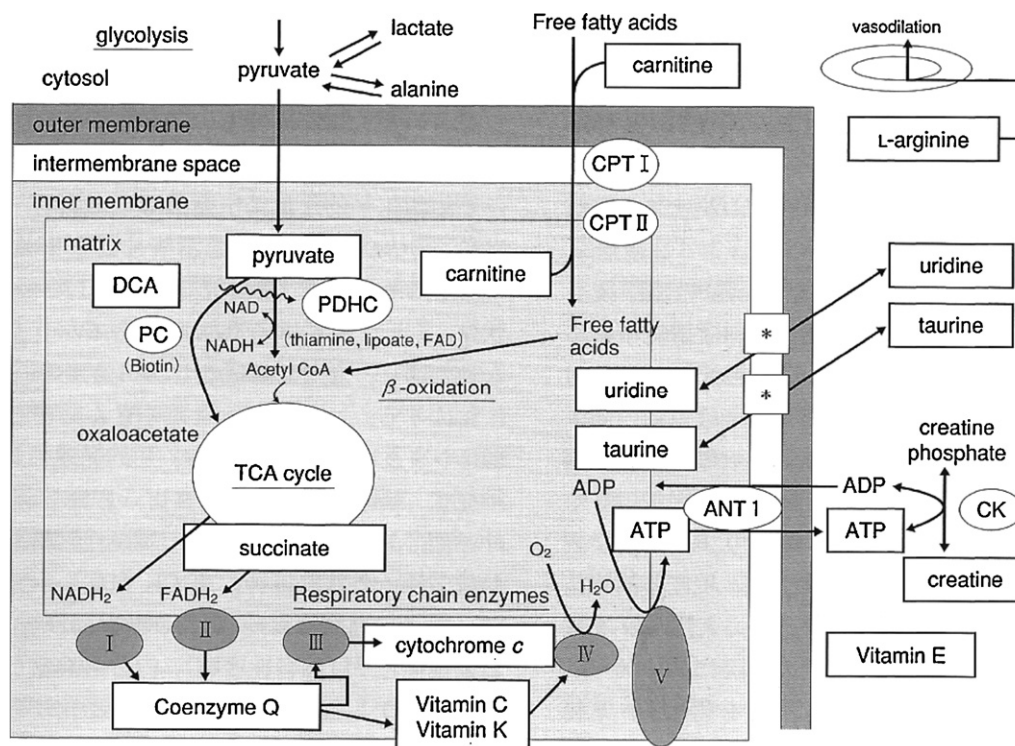 glycolysis
cytosol
pyruvate
lactate
alanine
Free fatty acids
carnitine
vasodilation
L-arginine
outer membrane
intermembrane space
inner membrane
CPT I
CPT II
matrix
pyruvate
carnitine
DCA
PDHC
NAD
NADH
(thiamine, lipoate, FAD)
PC
(Biotin)
Acetyl CoA
β-oxidation
Free fatty
acids
uridine
taurine
*
*
uridine
taurine
oxaloacetate
TCA cycle
succinate
creatine
phosphate
ADP
ANT 1
ADP
CK
ATP
ATP
creatine
O₂
H₂O
NADH₂
FADH₂
Respiratory chain enzymes
I
II
III
cytochrome c
IV
V
Vitamin E
Coenzyme Q
Vitamin C
Vitamin K